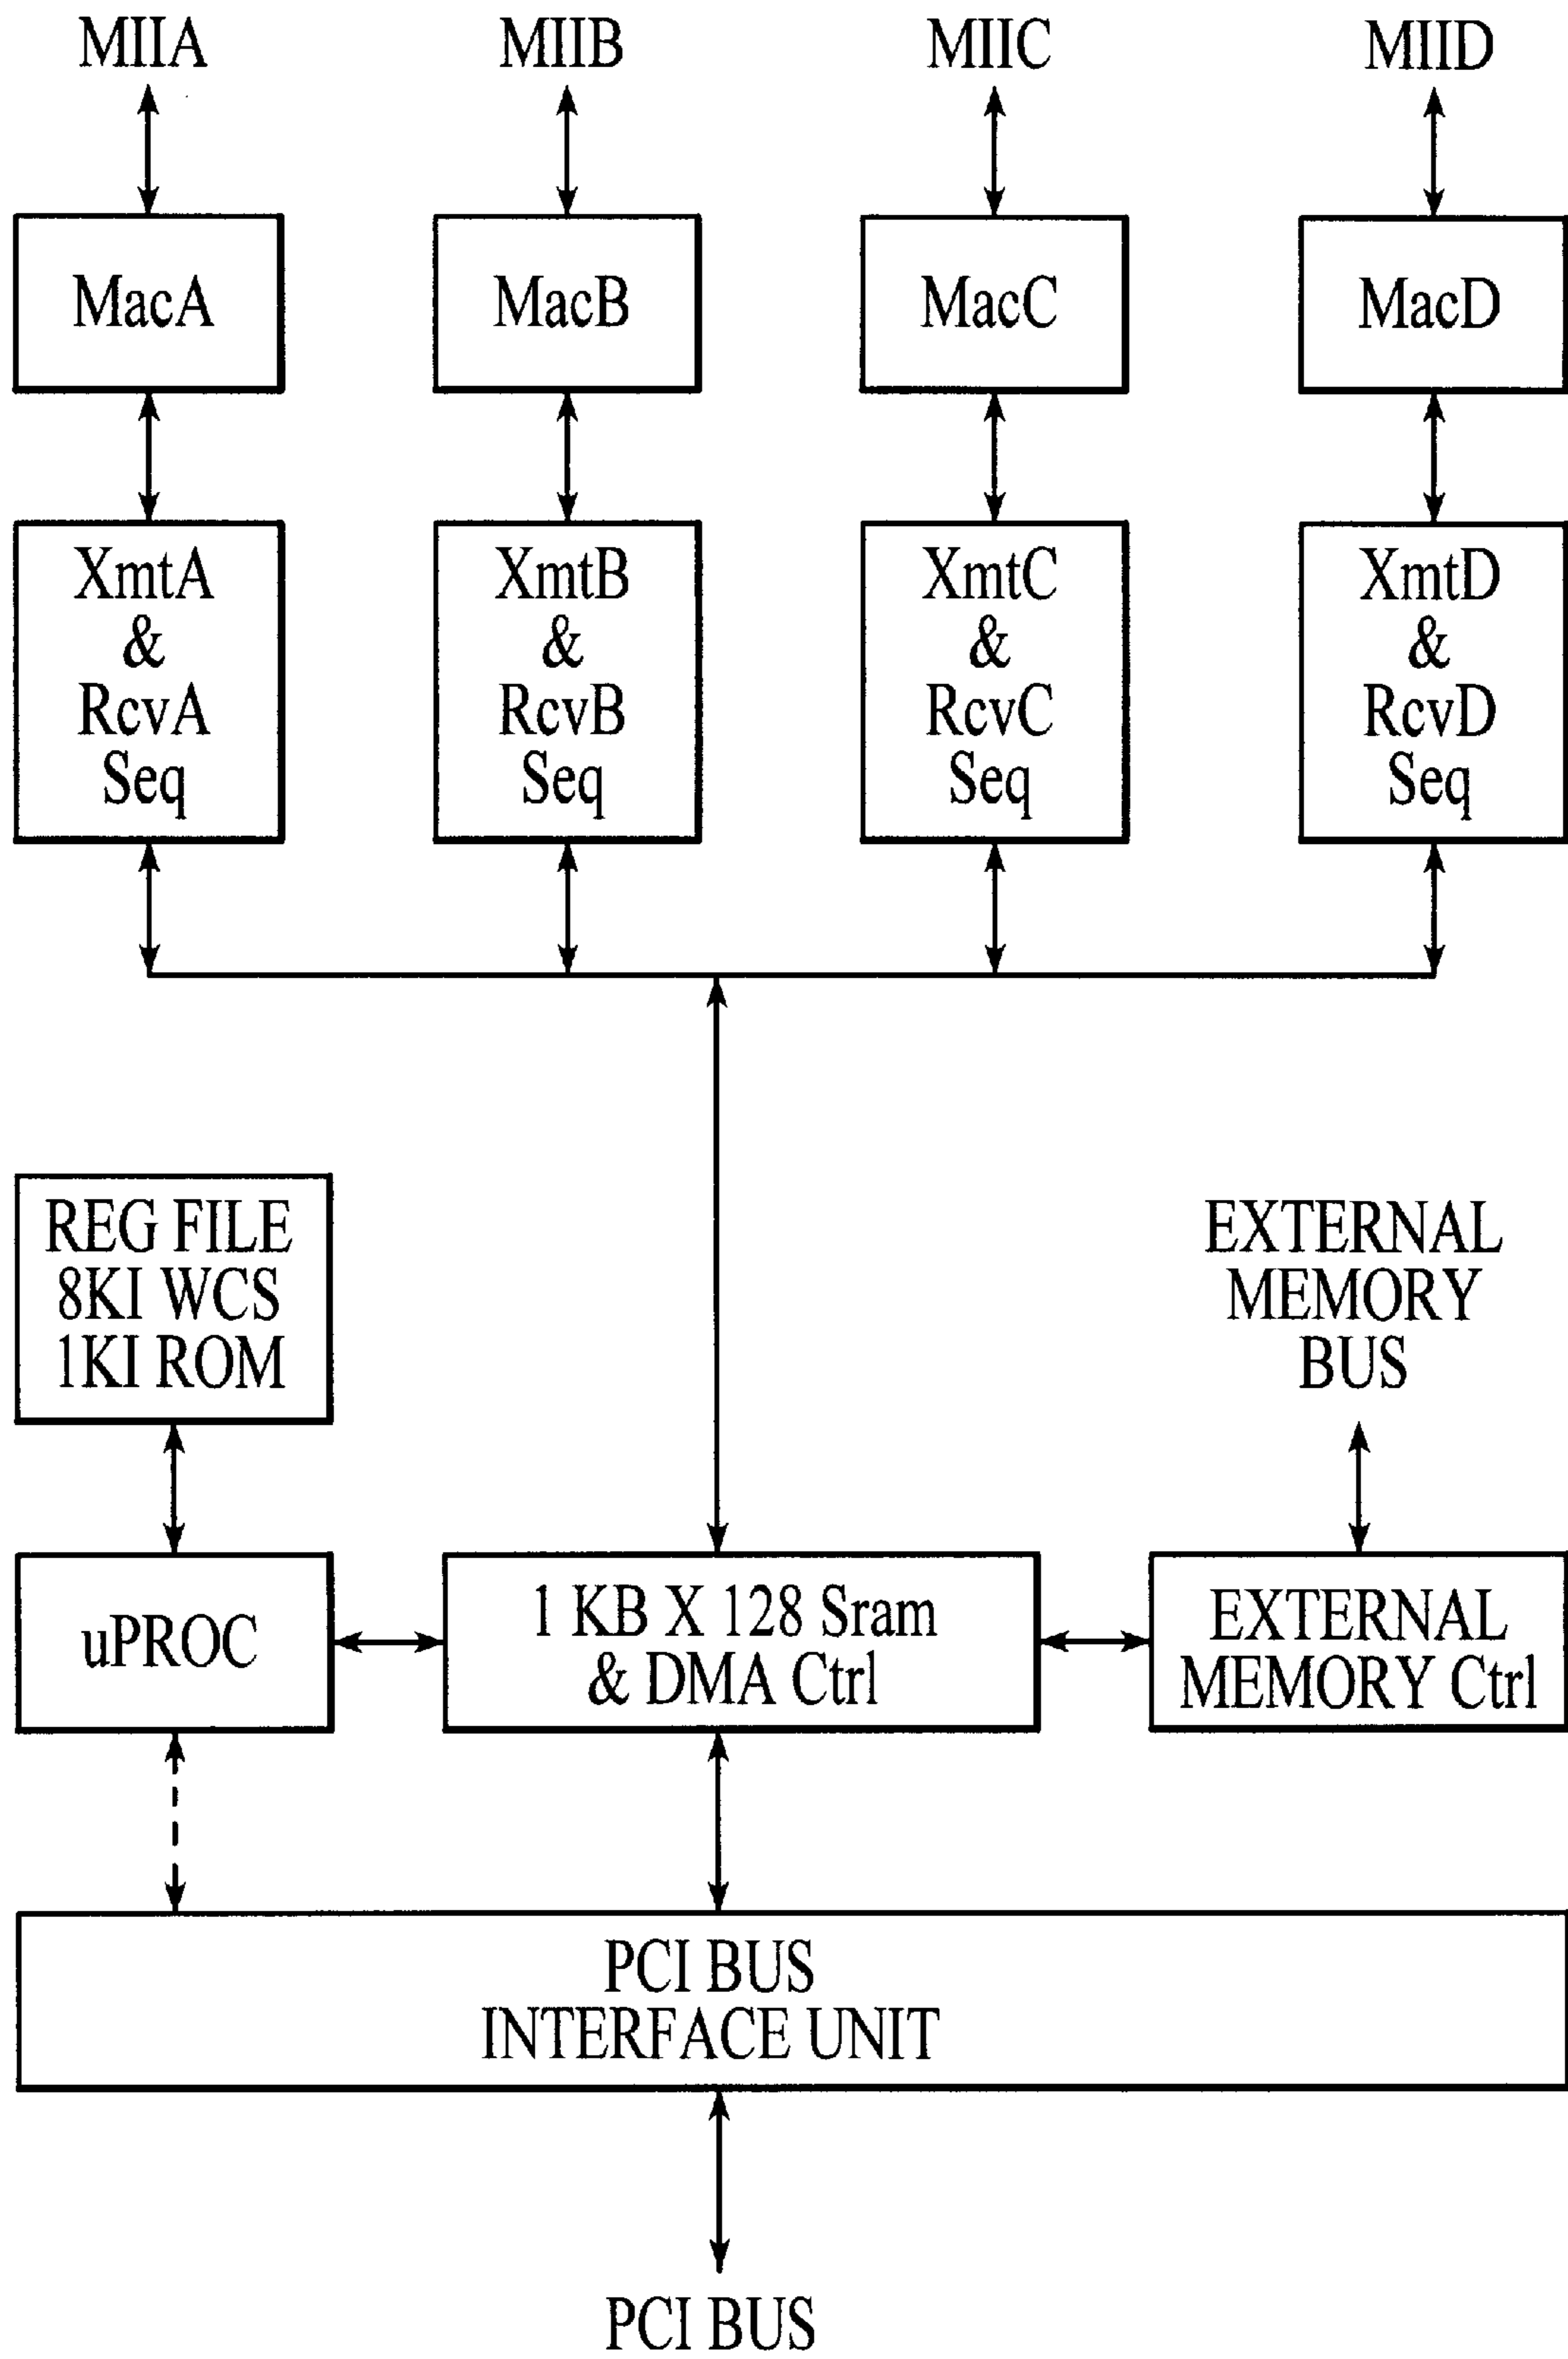 MIIA MIIB MIIC MIID
MacA MacB MacC MacD
XmtA
&
RcvA
Seq
XmtB
&
RcvB
Seq
XmtC
&
RcvC
Seq
XmtD
&
RcvD
Seq
REG FILE
8KI WCS
1KI ROM
EXTERNAL
MEMORY
BUS
uPROC
1 KB X 128 Sram
& DMA Ctrl
EXTERNAL
MEMORY Ctrl
PCI BUS
INTERFACE UNIT
PCI BUS